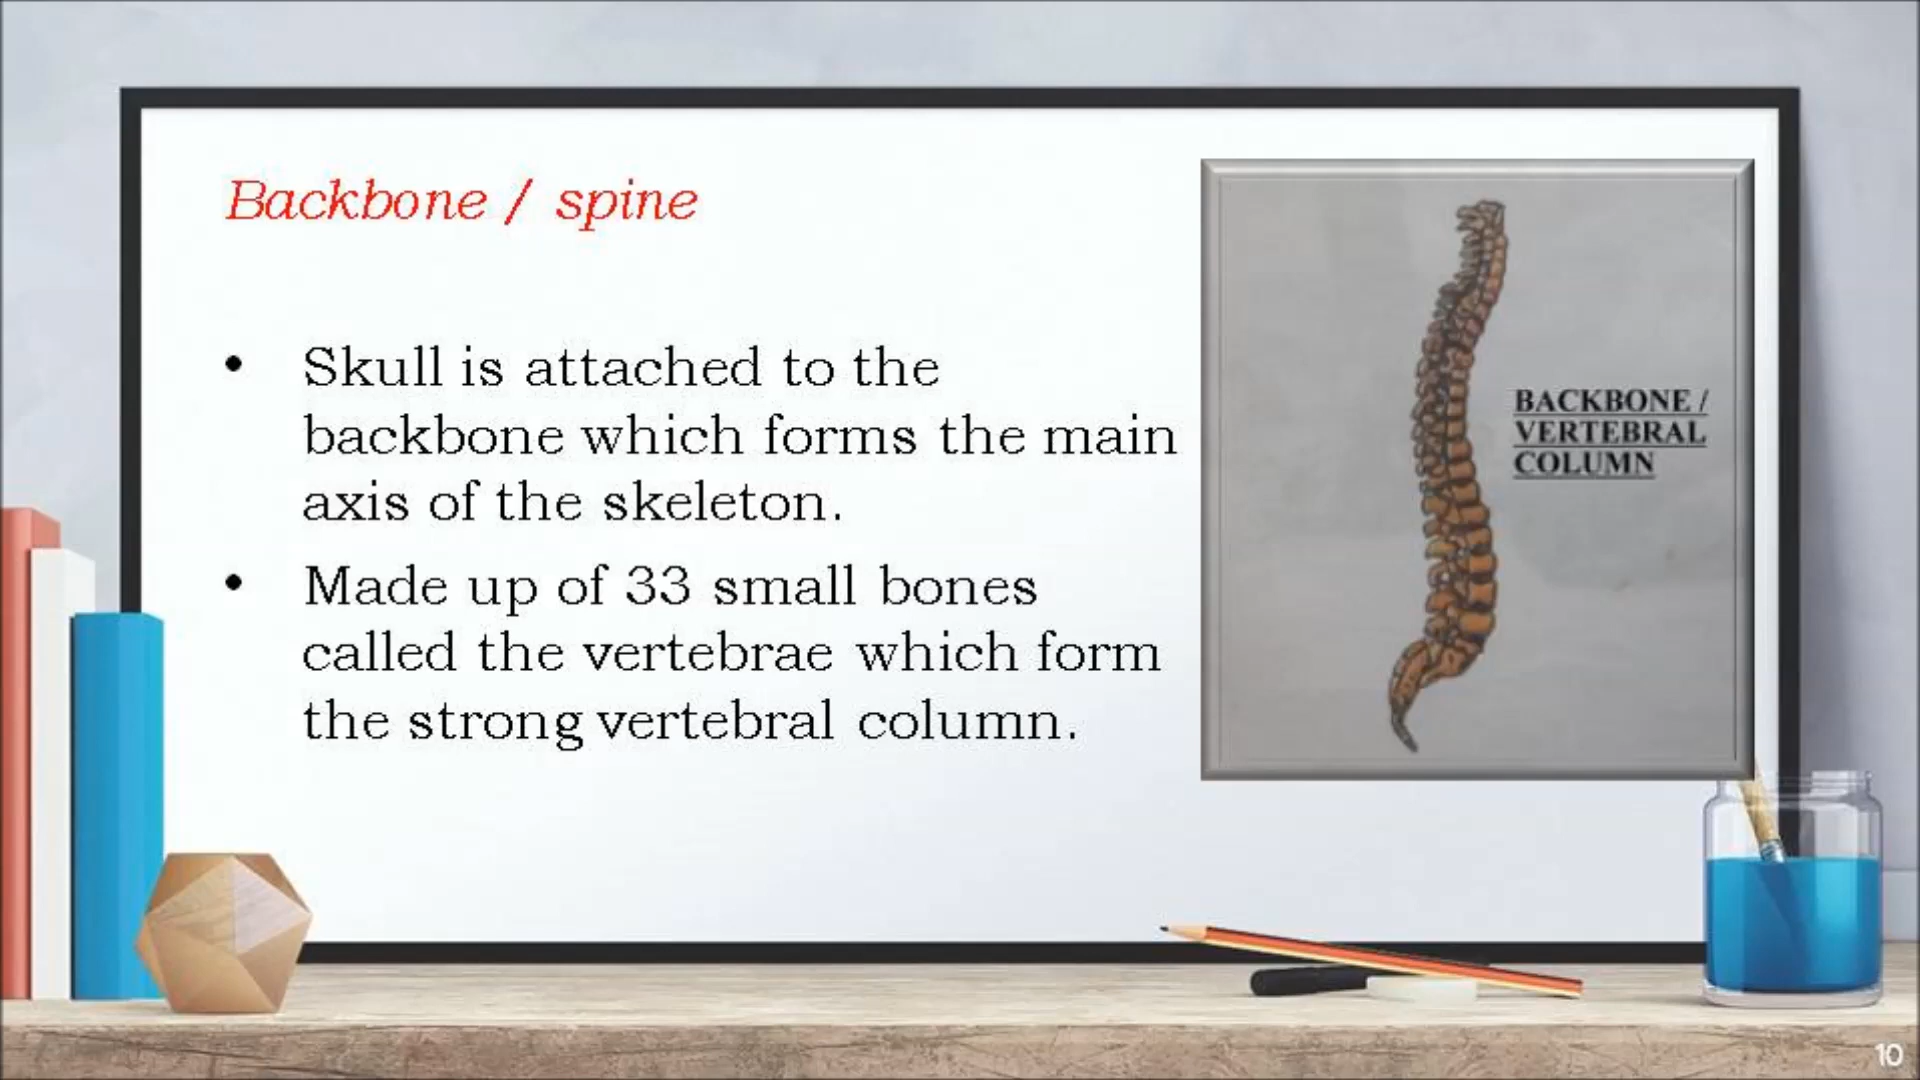 Backbone / spine
• Skull is attached to the
backbone which forms the main
axis of the skeleton.
• Made up of 33 small bones
called the vertebrae which form
the strong vertebral column.
BACKBONE /
VERTEBRAL
COLUMN
10